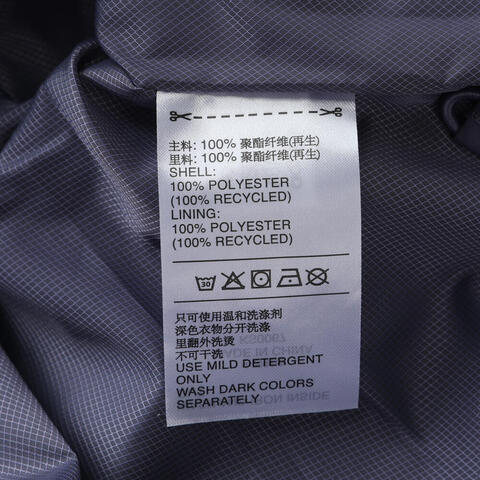 主料: 100% 聚酯纤维(再生)
里料: 100% 聚酯纤维(再生)
SHELL:
100% POLYESTER
(100% RECYCLED)
LINING:
100% POLYESTER
(100% RECYCLED)
30
只可使用温和洗涤剂
深色衣物分开洗涤
里翻外洗烫
不可干洗
USE MILD DETERGENT
ONLY
WASH DARK COLORS
SEPARATELY
MADE IN CHINA